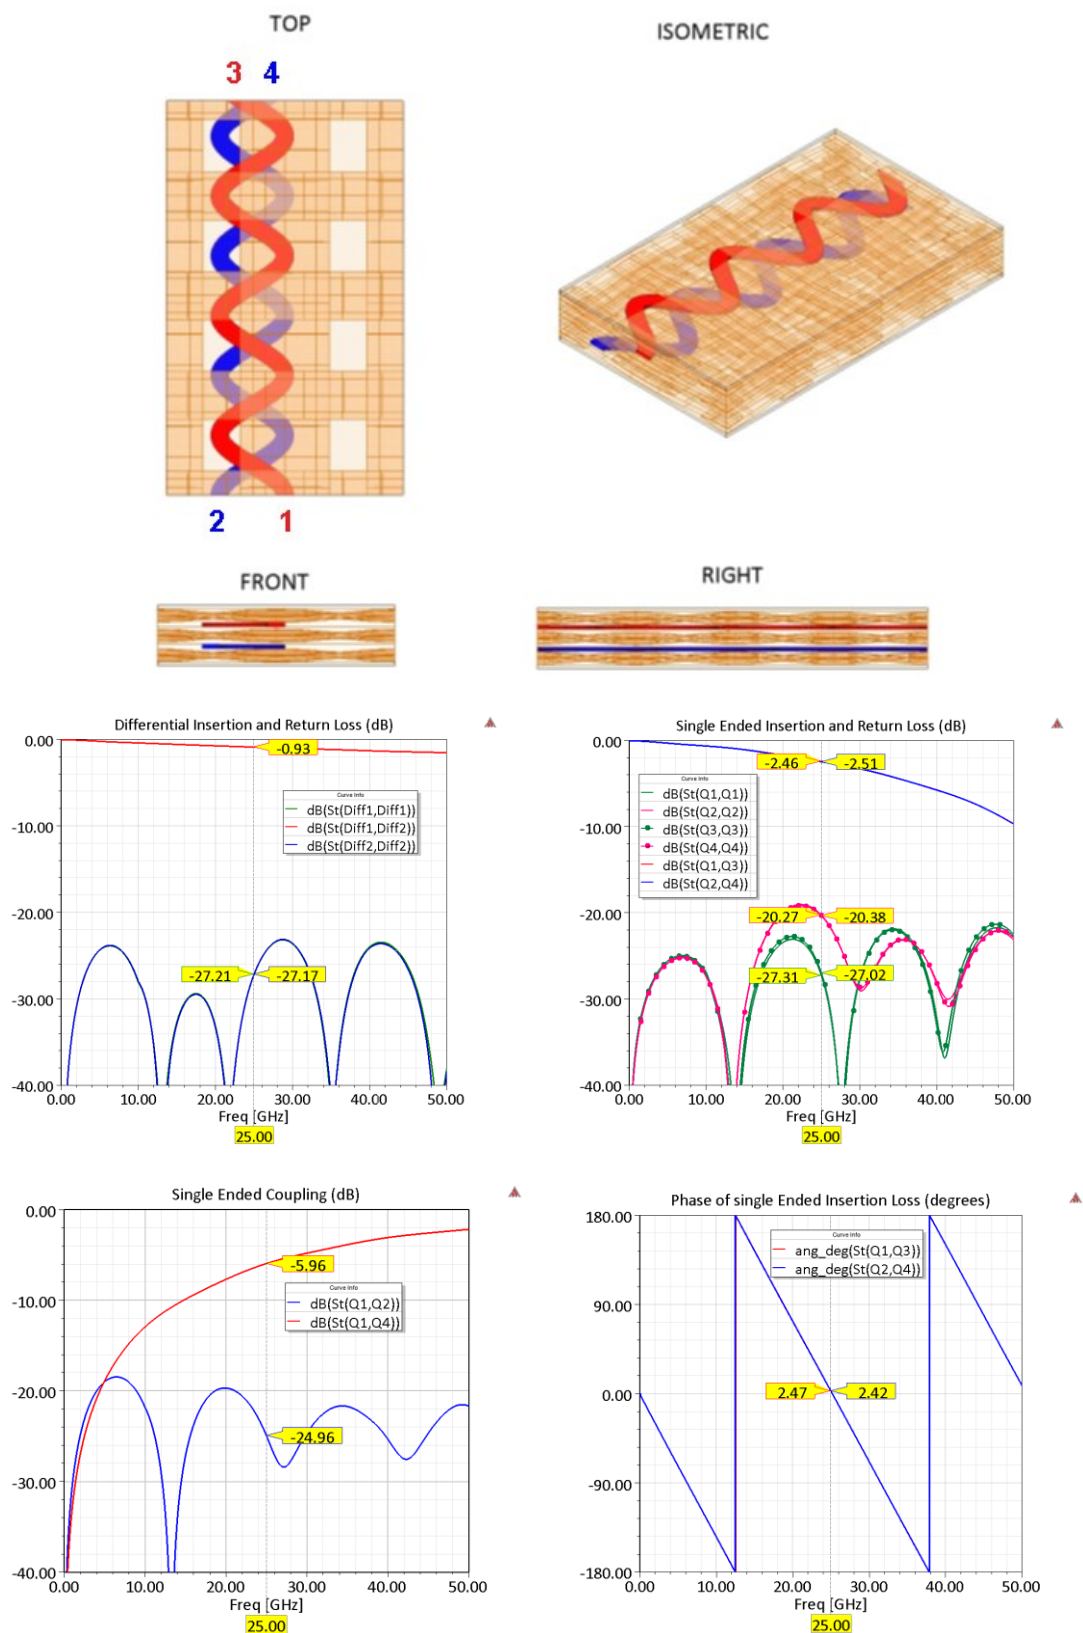 TOP
ISOMETRIC
3 4
2 1
FRONT
RIGHT
Differential Insertion and Return Loss (dB)
0.00
-10.00
-20.00
-30.00
-40.00
-0.93
Curve Info
dB(St(Diff1,Diff1))
dB(St(Diff1,Diff2))
dB(St(Diff2,Diff2))
-27.21
-27.17
0.00 10.00 20.00 30.00 40.00 50.00
Freq [GHz]
25.00
Single Ended Insertion and Return Loss (dB)
0.00
-10.00
-20.00
-30.00
-40.00
-2.46
-2.51
Curve Info
dB(St(Q1,Q1))
dB(St(Q2,Q2))
dB(St(Q3,Q3))
dB(St(Q4,Q4))
dB(St(Q1,Q3))
dB(St(Q2,Q4))
-20.27
-20.38
-27.31
-27.02
0.00 10.00 20.00 30.00 40.00 50.00
Freq [GHz]
25.00
Single Ended Coupling (dB)
0.00
-10.00
-20.00
-30.00
-40.00
-5.96
Curve Info
dB(St(Q1,Q2))
dB(St(Q1,Q4))
-24.96
0.00 10.00 20.00 30.00 40.00 50.00
Freq [GHz]
25.00
Phase of single Ended Insertion Loss (degrees)
180.00
90.00
0.00
-90.00
-180.00
Curve Info
ang_deg(St(Q1,Q3))
ang_deg(St(Q2,Q4))
2.47
2.42
0.00 10.00 20.00 30.00 40.00 50.00
Freq [GHz]
25.00